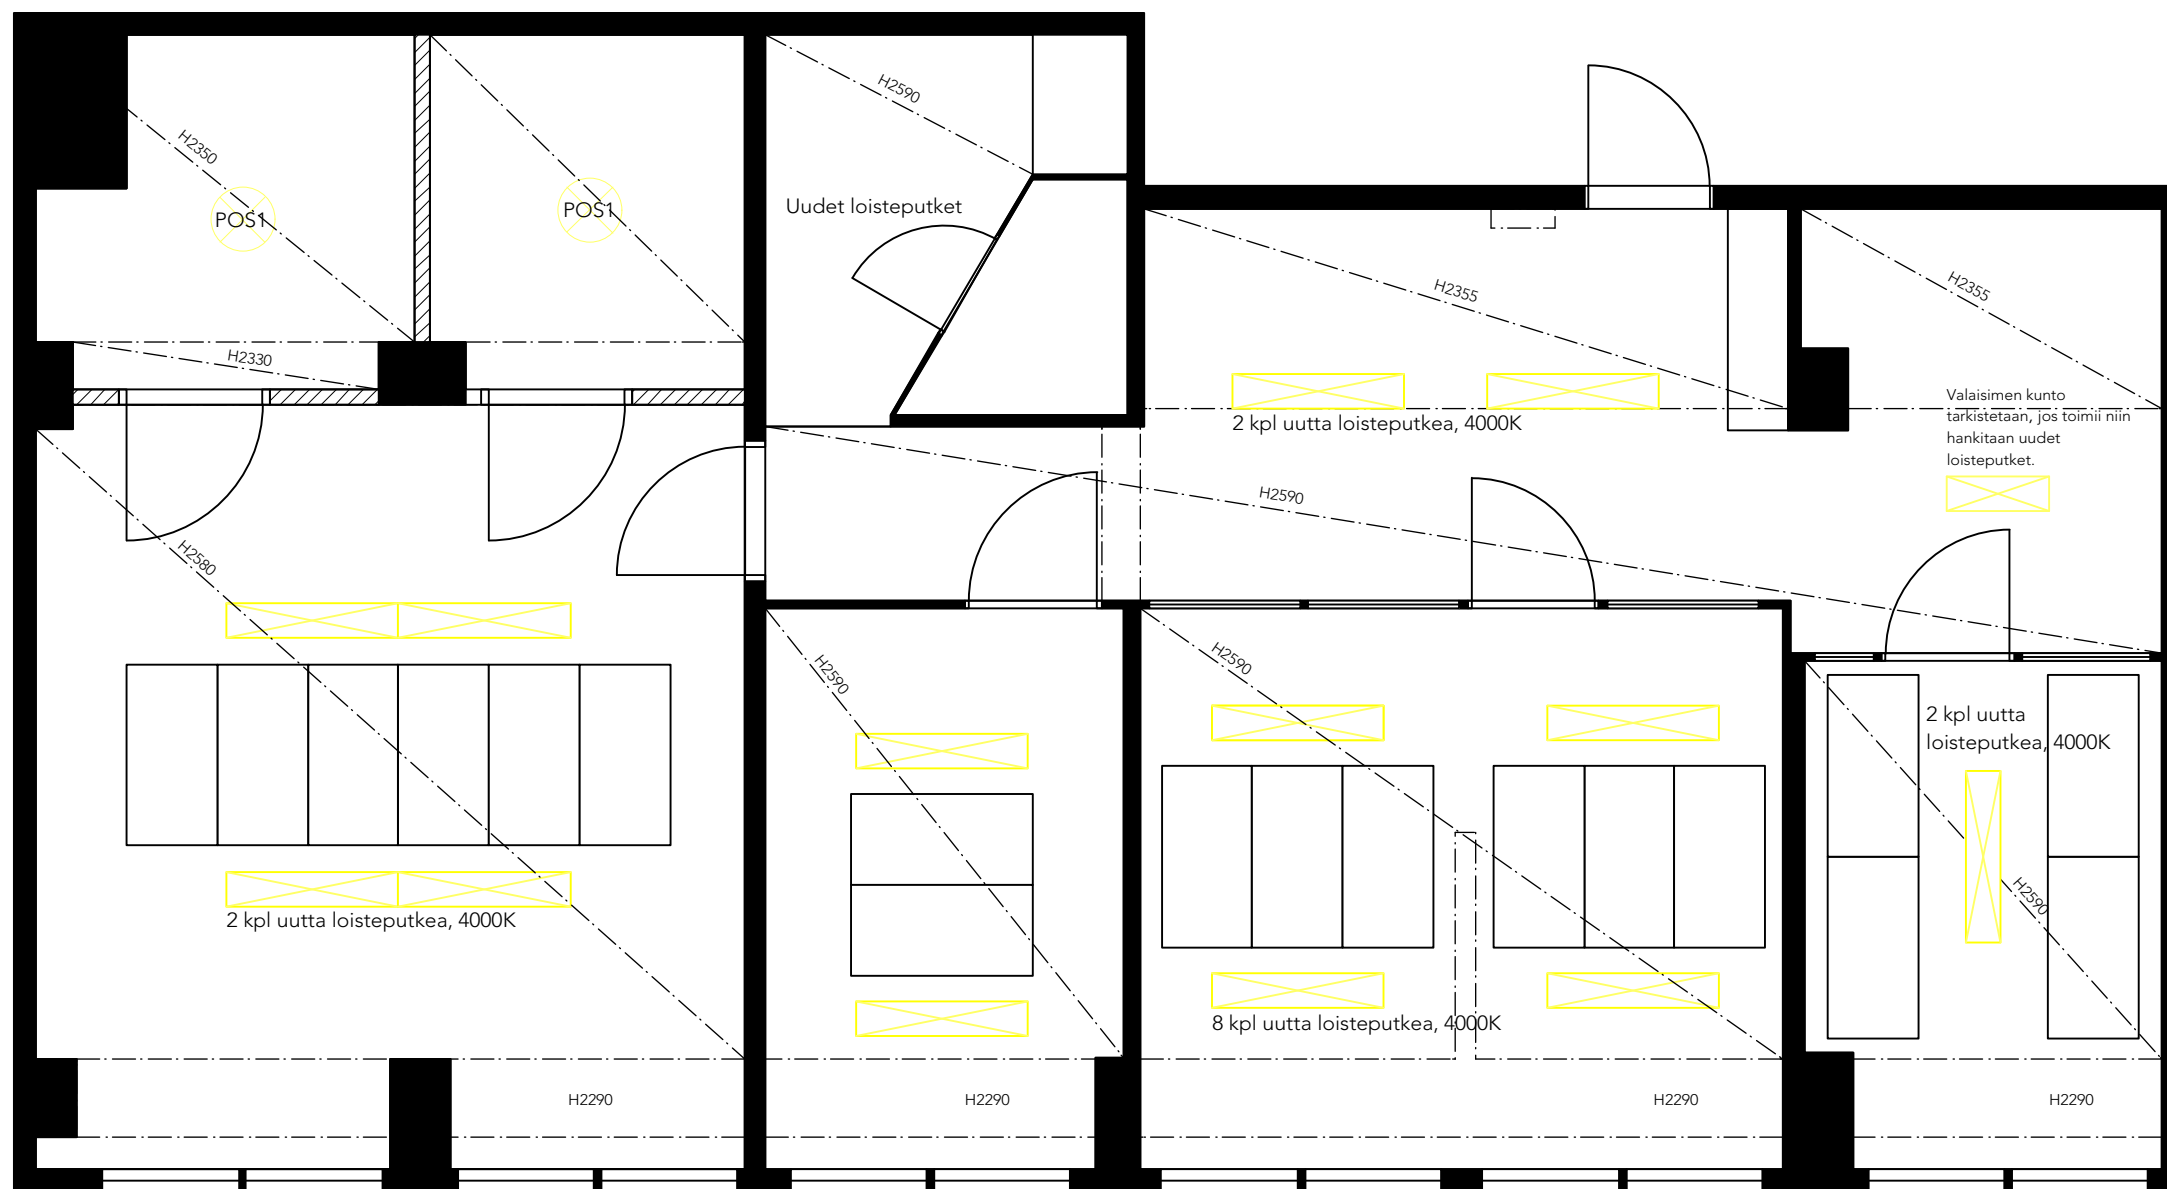 H2590
H2350
POS1
POS1
Uudet loisteputket
H2355
H2355
H2330
Valaisimen kunto
tarkistetaan, jos toimii niin
hankitaan uudet
loisteputket.
2 kpl uutta loisteputkea, 4000K
H2590
H2580
H2590
H2590
2 kpl uutta
loisteputkea, 4000K
H2590
2 kpl uutta loisteputkea, 4000K
8 kpl uutta loisteputkea, 4000K
H2290
H2290
H2290
H2290